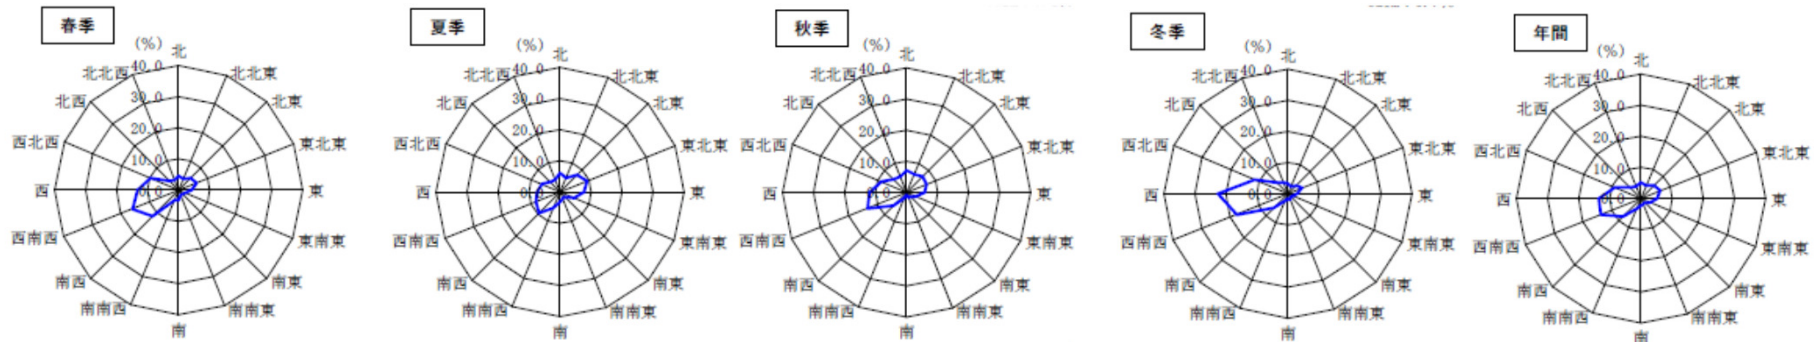 春季
(%)
北
北北東
北東
東北東
東
東南東
南東
南南東
南
南南西
南西
西南西
西
西北西
北西
北北西
40.0
30.0
20.0
10.0
0.0
夏季
(%)
北
北北東
北東
東北東
東
東南東
南東
南南東
南
南南西
南西
西南西
西
西北西
北西
北北西
40.0
30.0
20.0
10.0
0.0
秋季
(%)
北
北北東
北東
東北東
東
東南東
南東
南南東
南
南南西
南西
西南西
西
西北西
北西
北北西
40.0
30.0
20.0
10.0
0.0
冬季
(%)
北
北北東
北東
東北東
東
東南東
南東
南南東
南
南南西
南西
西南西
西
西北西
北西
北北西
40.0
30.0
20.0
10.0
0.0
年間
(%)
北
北北東
北東
東北東
東
東南東
南東
南南東
南
南南西
南西
西南西
西
西北西
北西
北北西
40.0
30.0
20.0
10.0
0.0